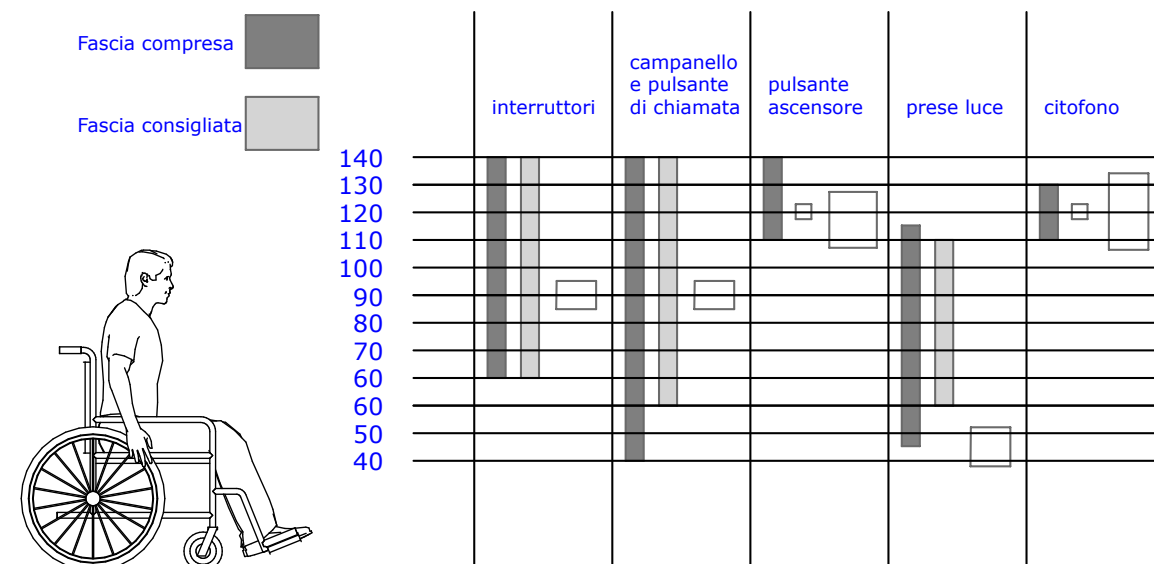 Fascia compresa
Fascia consigliata
interruttori
campanello
e pulsante
di chiamata
pulsante
ascensore
prese luce
citofono
140
130
120
110
100
90
80
70
60
60
50
40